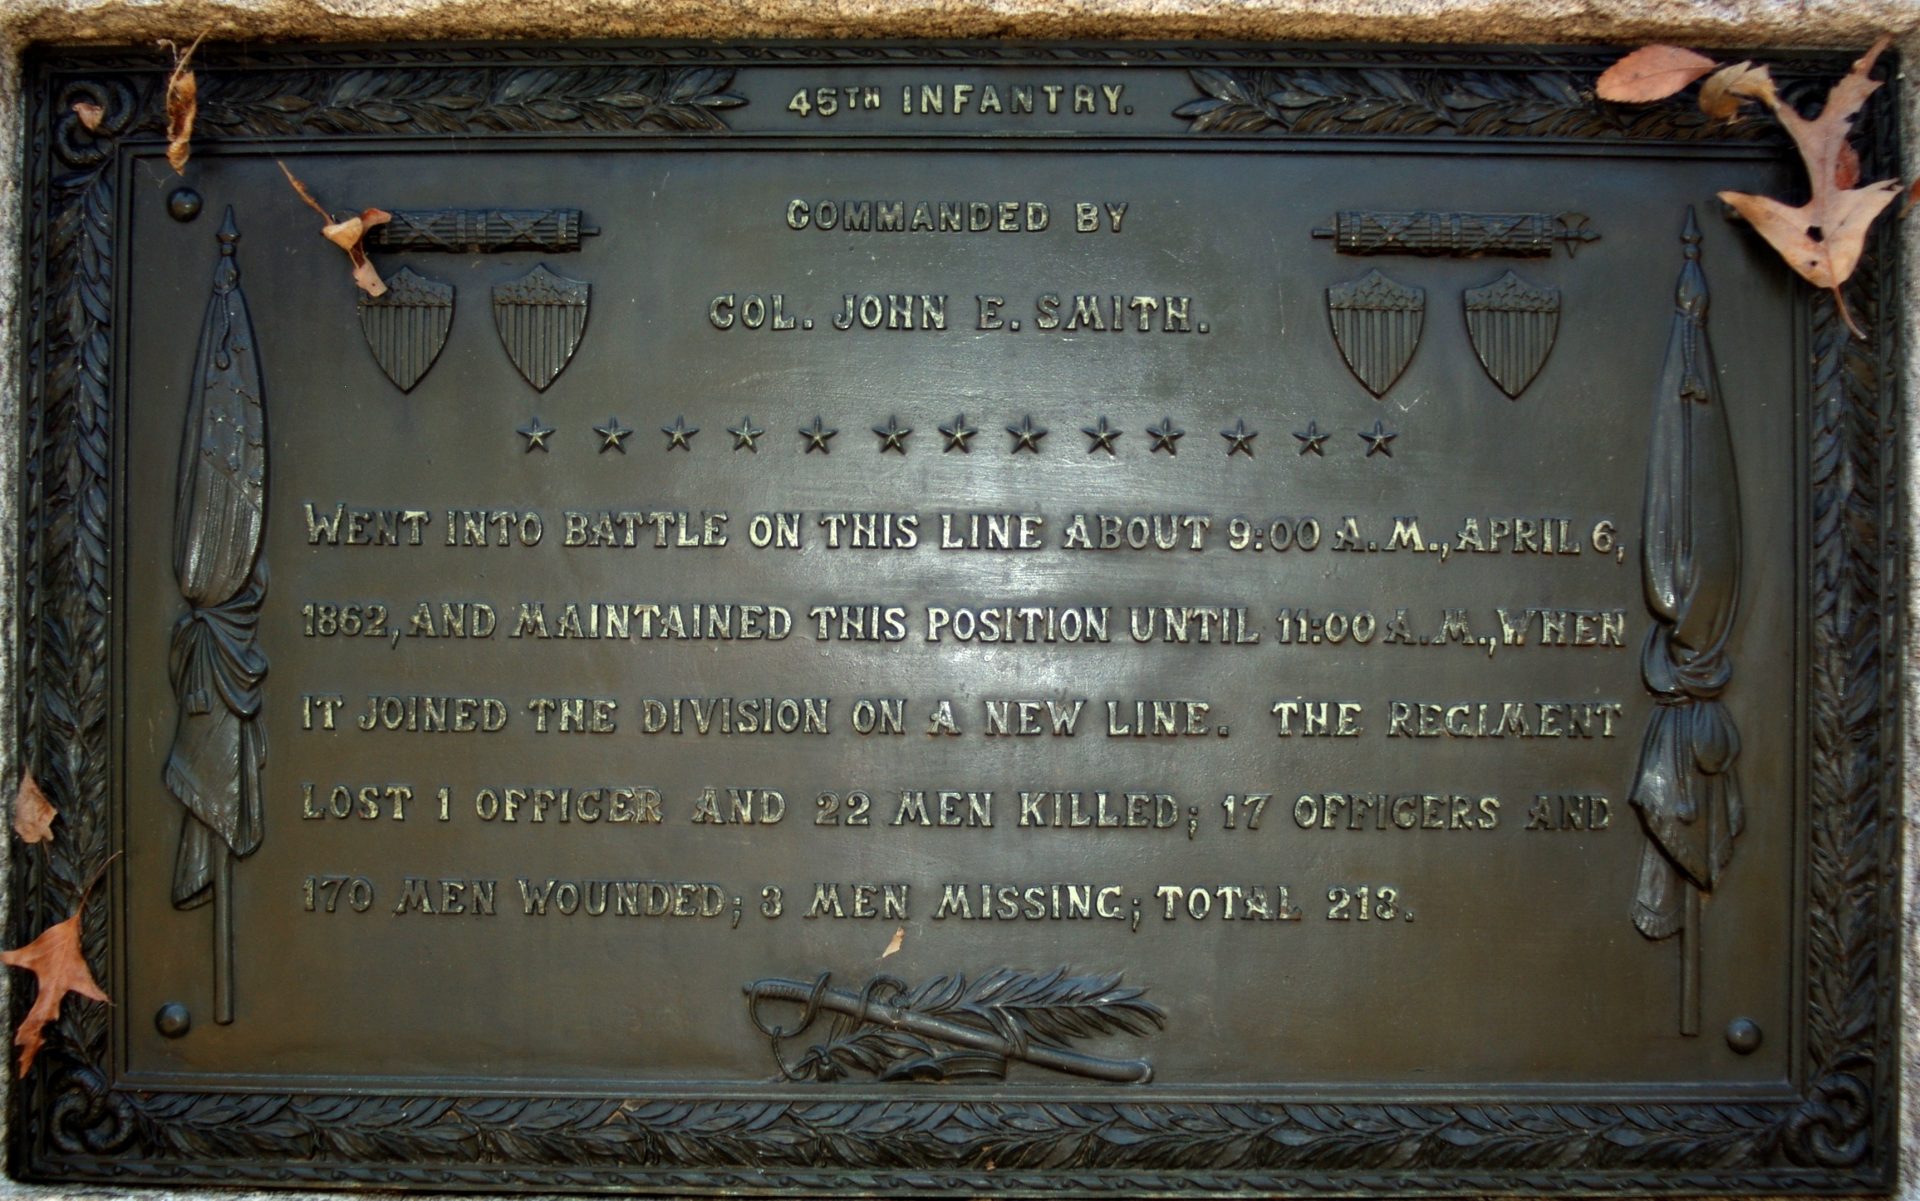 45TH INFANTRY.
COMMANDED BY
COL. JOHN E. SMITH.
WENT INTO BATTLE ON THIS LINE ABOUT 9:00 A.M., APRIL 6,
1862, AND MAINTAINED THIS POSITION UNTIL 11:00 A.M., WHEN
IT JOINED THE DIVISION ON A NEW LINE. THE REGIMENT
LOST 1 OFFICER AND 22 MEN KILLED; 17 OFFICERS AND
170 MEN WOUNDED; 3 MEN MISSING; TOTAL 213.